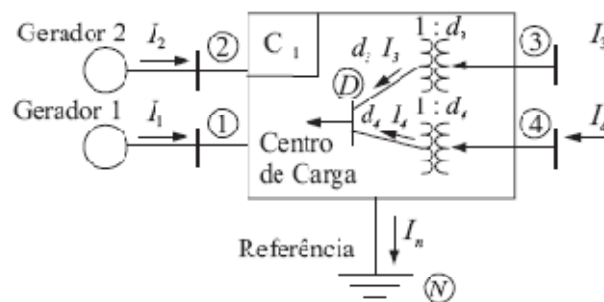 Gerador 2
I₂
②
C₁
1 : d₃
③
I₃
d₃ I₃
Ⓓ
Gerador 1
I₁
①
d₄ I₄
1 : d₄
④
I₄
Centro
de Carga
Referência
Iₙ
Ⓝ